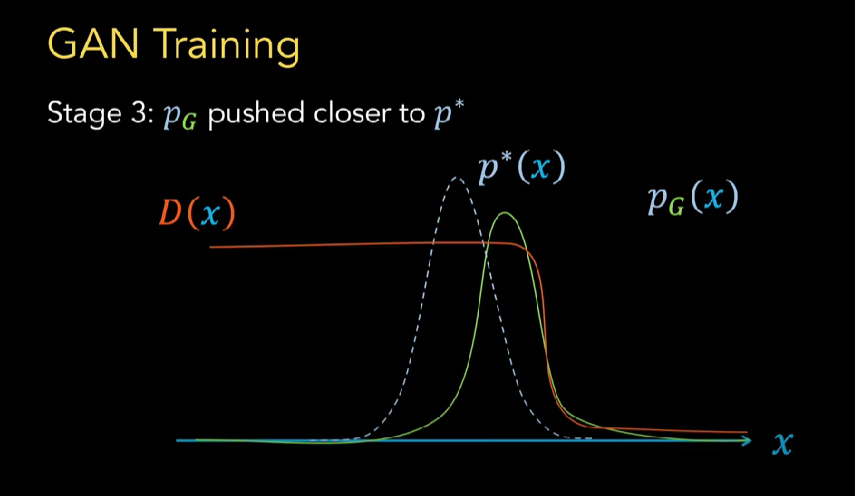 GAN Training
Stage 3: p_G pushed closer to p*
p*(x)
D(x)
p_G(x)
x